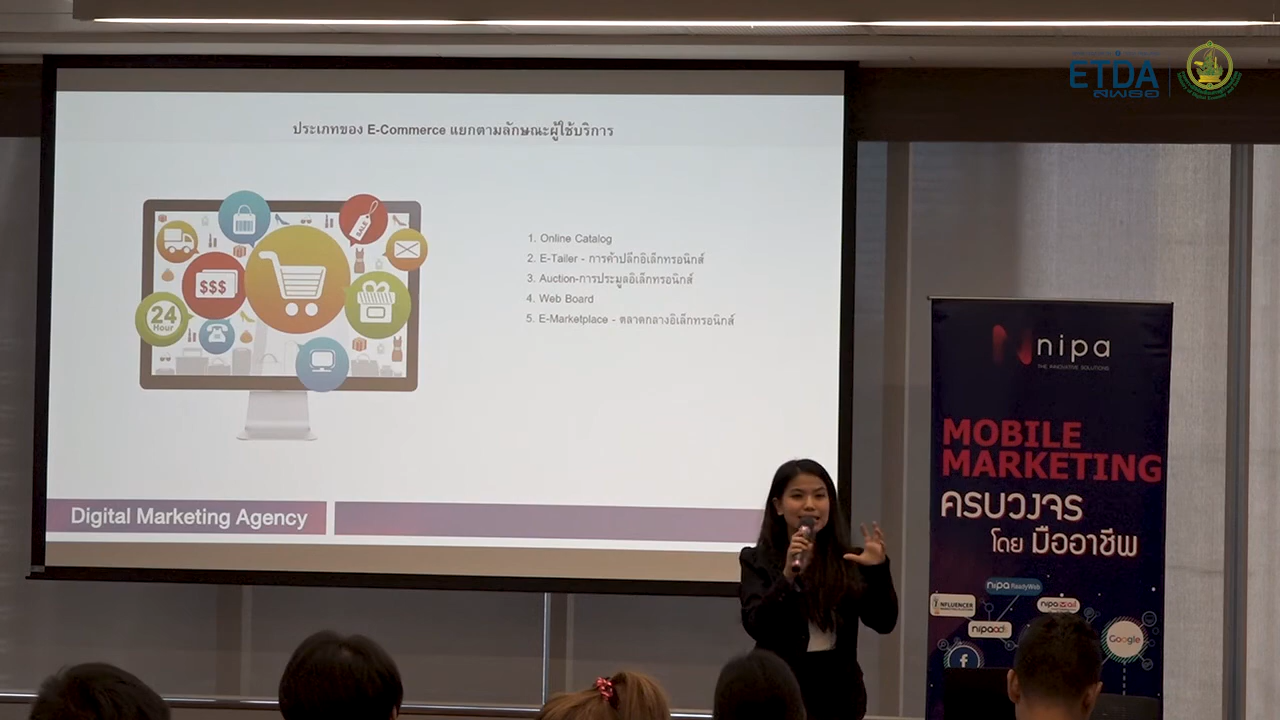 ETDA
สพธอ
ประเภทของ E-Commerce แยกตามลักษณะผู้ใช้บริการ
SALE
$$$
24
Hour
1. Online Catalog
2. E-Tailer - การค้าปลีกอิเล็กทรอนิกส์
3. Auction-การประมูลอิเล็กทรอนิกส์
4. Web Board
5. E-Marketplace - ตลาดกลางอิเล็กทรอนิกส์
Digital Marketing Agency
nipa
THE INNOVATIVE SOLUTIONS
MOBILE
MARKETING
ครบวงจร
โดย มืออาชีพ
nipa ReadyWeb
INFLUENCER
nipa mail
nipa ad
Google
f